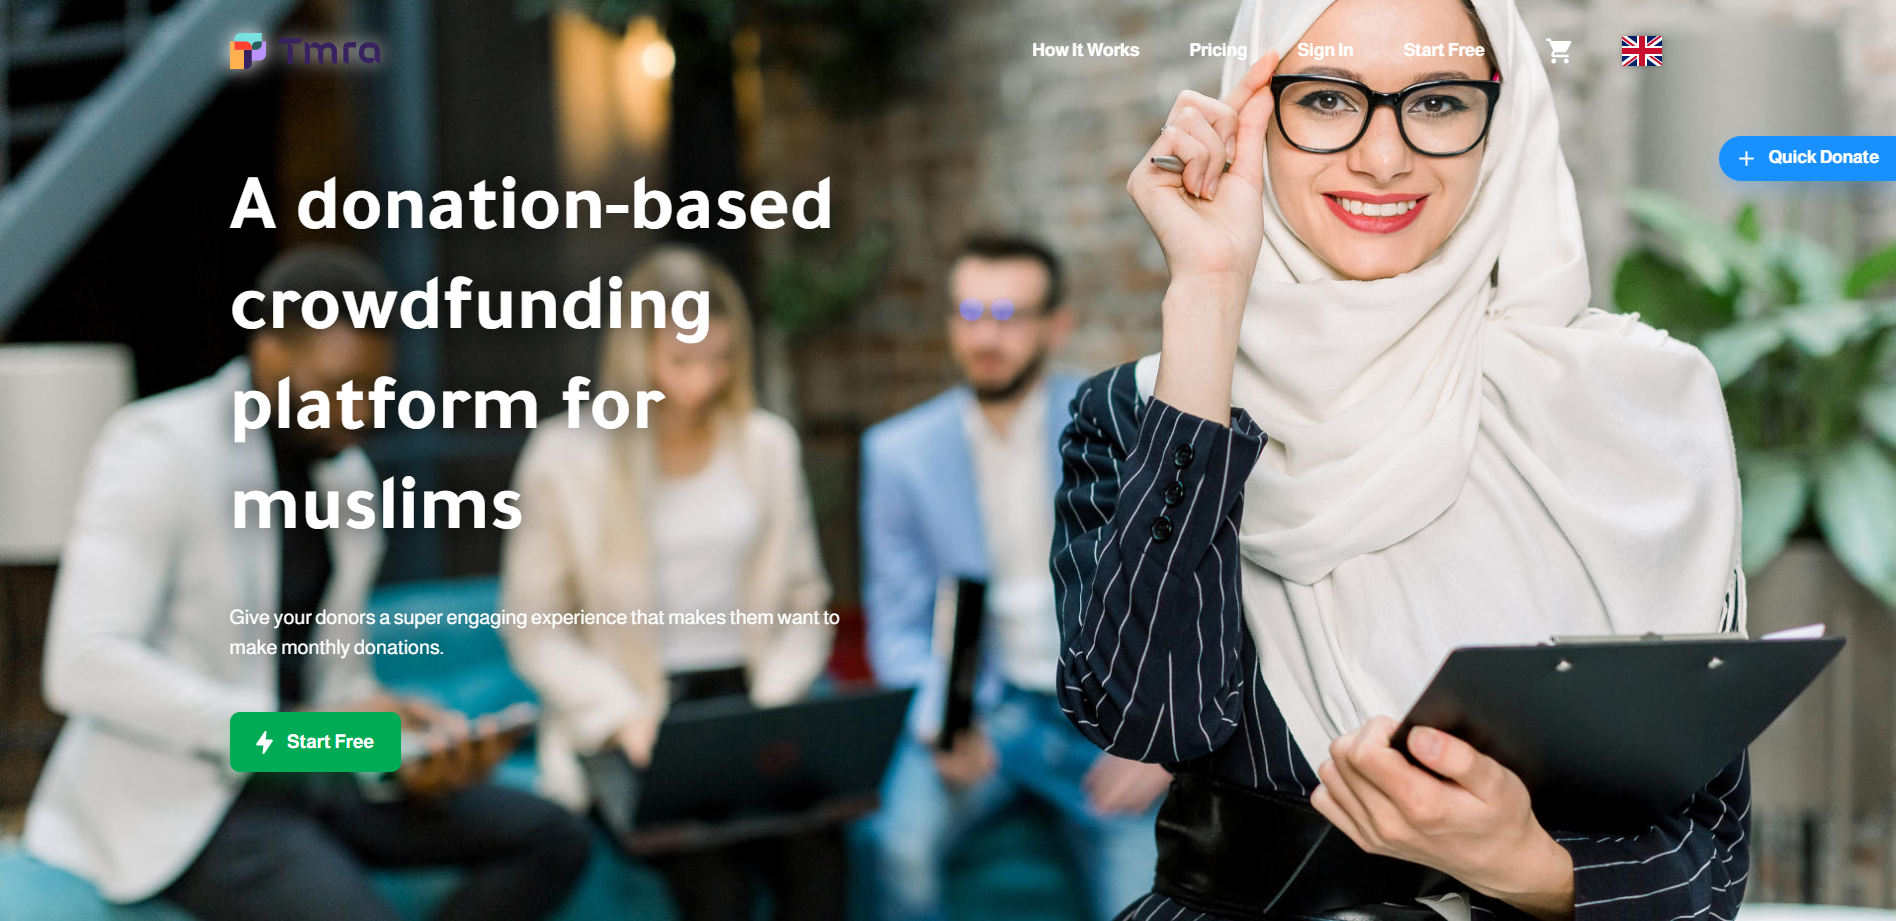 Tmra
How It Works Pricing Sign In Start Free
Quick Donate
A donation-based
crowdfunding
platform for
muslims
Give your donors a super engaging experience that makes them want to
make monthly donations.
Start Free